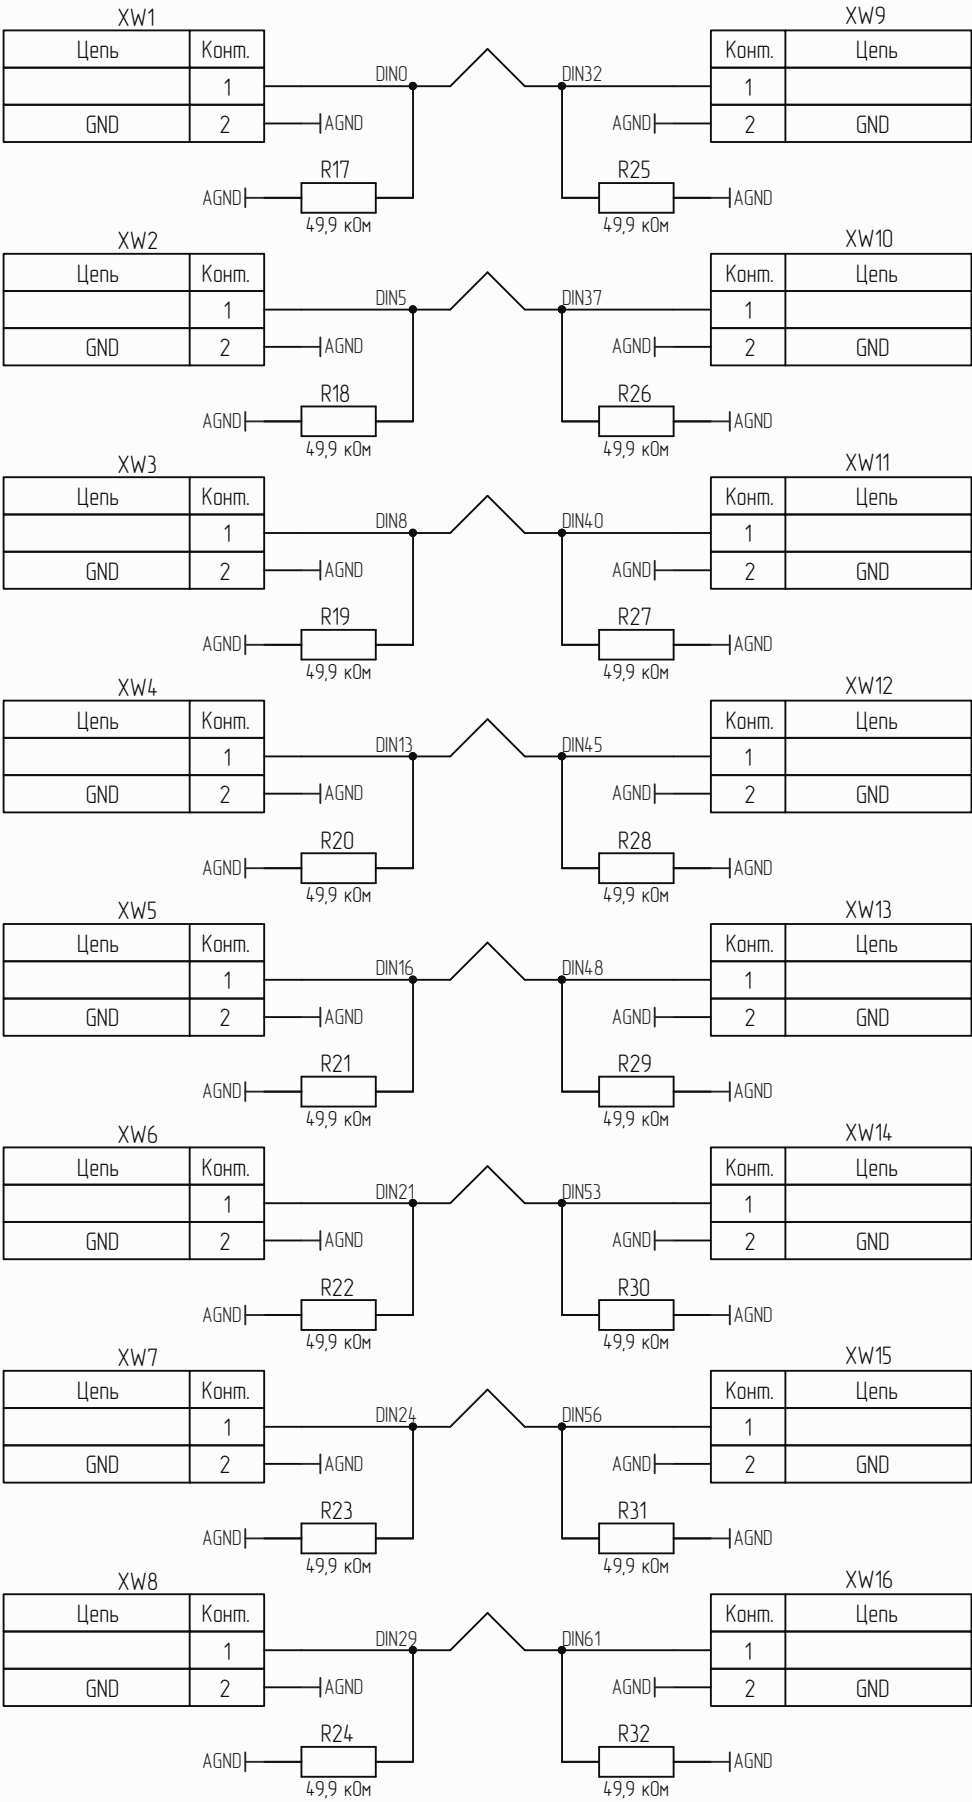 XW1 XW9
Цепь Конт. Конт. Цепь
1 DIN0 DIN32 1
GND 2 AGND AGND 2 GND
R17 R25
AGND AGND
49,9 кОм 49,9 кОм
XW2 XW10
Цепь Конт. Конт. Цепь
1 DIN5 DIN37 1
GND 2 AGND AGND 2 GND
R18 R26
AGND AGND
49,9 кОм 49,9 кОм
XW3 XW11
Цепь Конт. Конт. Цепь
1 DIN8 DIN40 1
GND 2 AGND AGND 2 GND
R19 R27
AGND AGND
49,9 кОм 49,9 кОм
XW4 XW12
Цепь Конт. Конт. Цепь
1 DIN13 DIN45 1
GND 2 AGND AGND 2 GND
R20 R28
AGND AGND
49,9 кОм 49,9 кОм
XW5 XW13
Цепь Конт. Конт. Цепь
1 DIN16 DIN48 1
GND 2 AGND AGND 2 GND
R21 R29
AGND AGND
49,9 кОм 49,9 кОм
XW6 XW14
Цепь Конт. Конт. Цепь
1 DIN21 DIN53 1
GND 2 AGND AGND 2 GND
R22 R30
AGND AGND
49,9 кОм 49,9 кОм
XW7 XW15
Цепь Конт. Конт. Цепь
1 DIN24 DIN56 1
GND 2 AGND AGND 2 GND
R23 R31
AGND AGND
49,9 кОм 49,9 кОм
XW8 XW16
Цепь Конт. Конт. Цепь
1 DIN29 DIN61 1
GND 2 AGND AGND 2 GND
R24 R32
AGND AGND
49,9 кОм 49,9 кОм